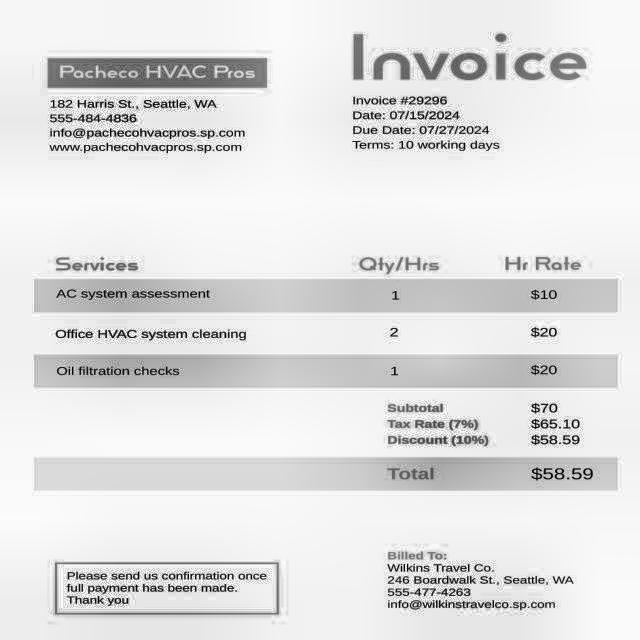 Pacheco HVAC Pros
182 Harris St., Seattle, WA
555-484-4836
info@pachecohvacpros.sp.com
www.pachecohvacpros.sp.com
Invoice
Invoice #29296
Date: 07/15/2024
Due Date: 07/27/2024
Terms: 10 working days
Services Qty/Hrs Hr Rate
AC system assessment 1 $10
Office HVAC system cleaning 2 $20
Oil filtration checks 1 $20
Subtotal $70
Tax Rate (7%) $65.10
Discount (10%) $58.59
Total $58.59
Please send us confirmation once
full payment has been made.
Thank you
Billed To:
Wilkins Travel Co.
246 Boardwalk St., Seattle, WA
555-477-4263
info@wilkinstravelco.sp.com